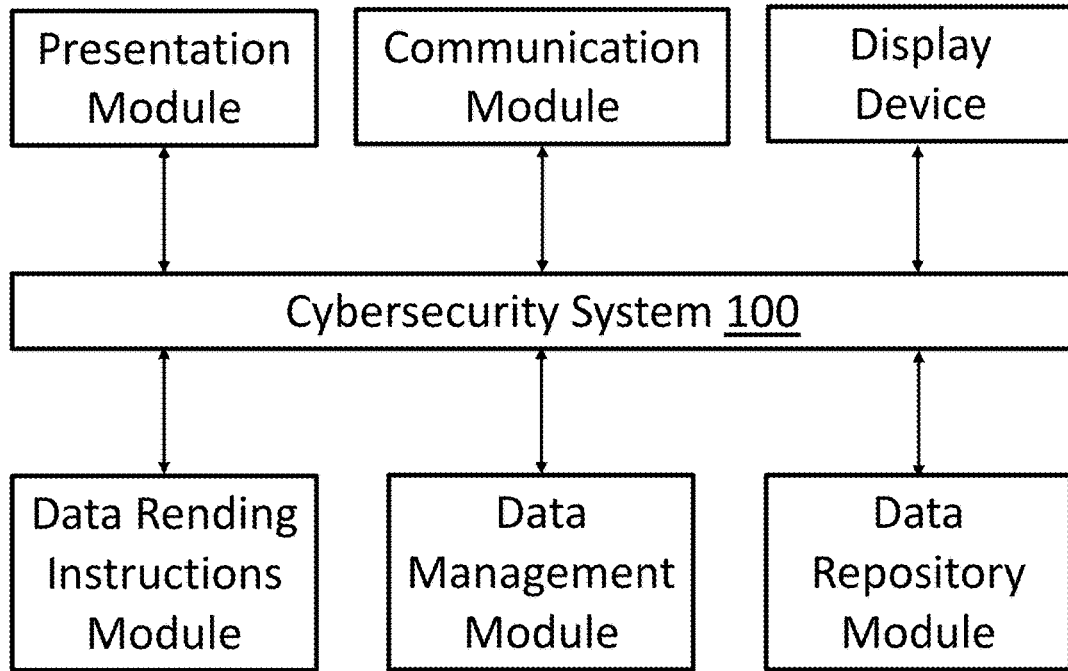 Presentation
Module
Communication
Module
Display
Device
Cybersecurity System 100
Data Rending
Instructions
Module
Data
Management
Module
Data
Repository
Module